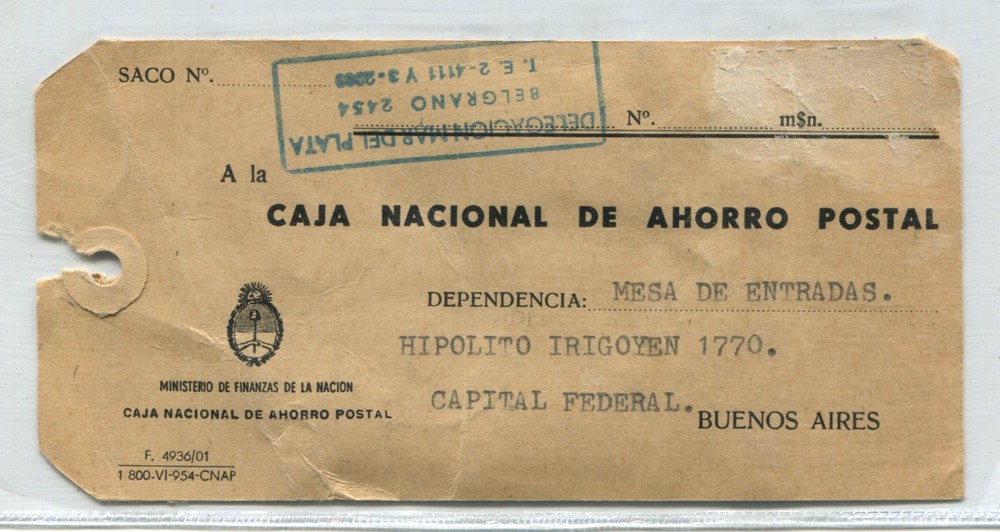 SACO Nº.
DELEGACION MAR DEL PLATA
BELGRANO 2454
T. E. 2-4111 Y 3-2068
Nº. m$n.
A la
CAJA NACIONAL DE AHORRO POSTAL
DEPENDENCIA: MESA DE ENTRADAS.
HIPOLITO IRIGOYEN 1770.
CAPITAL FEDERAL.
BUENOS AIRES
MINISTERIO DE FINANZAS DE LA NACION
CAJA NACIONAL DE AHORRO POSTAL
F. 4936/01
1 800-VI-954-CNAP